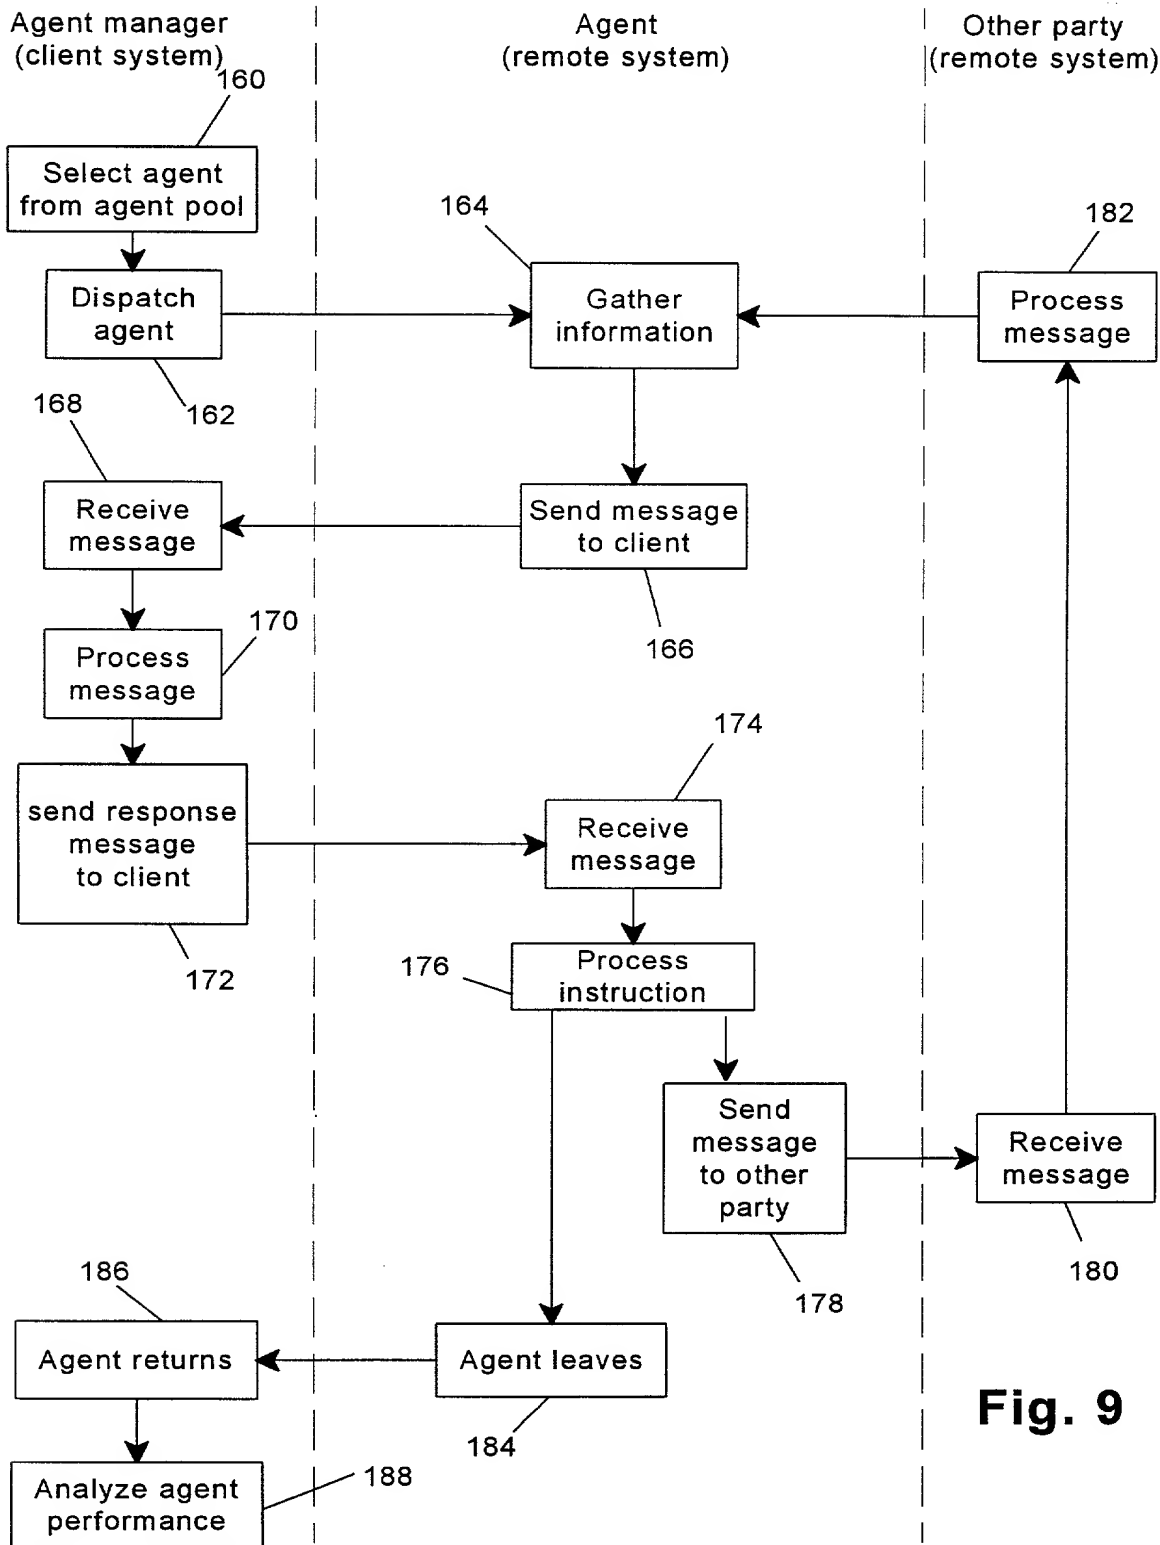 Agent manager
(client system)
Agent
(remote system)
Other party
(remote system)
160
Select agent
from agent pool
164
182
Dispatch
agent
Gather
information
Process
message
162
168
Receive
message
Send message
to client
166
170
Process
message
174
send response
message
to client
Receive
message
172
176
Process
instruction
Send
message
to other
party
Receive
message
178
180
186
Agent returns
Agent leaves
184
Fig. 9
188
Analyze agent
performance